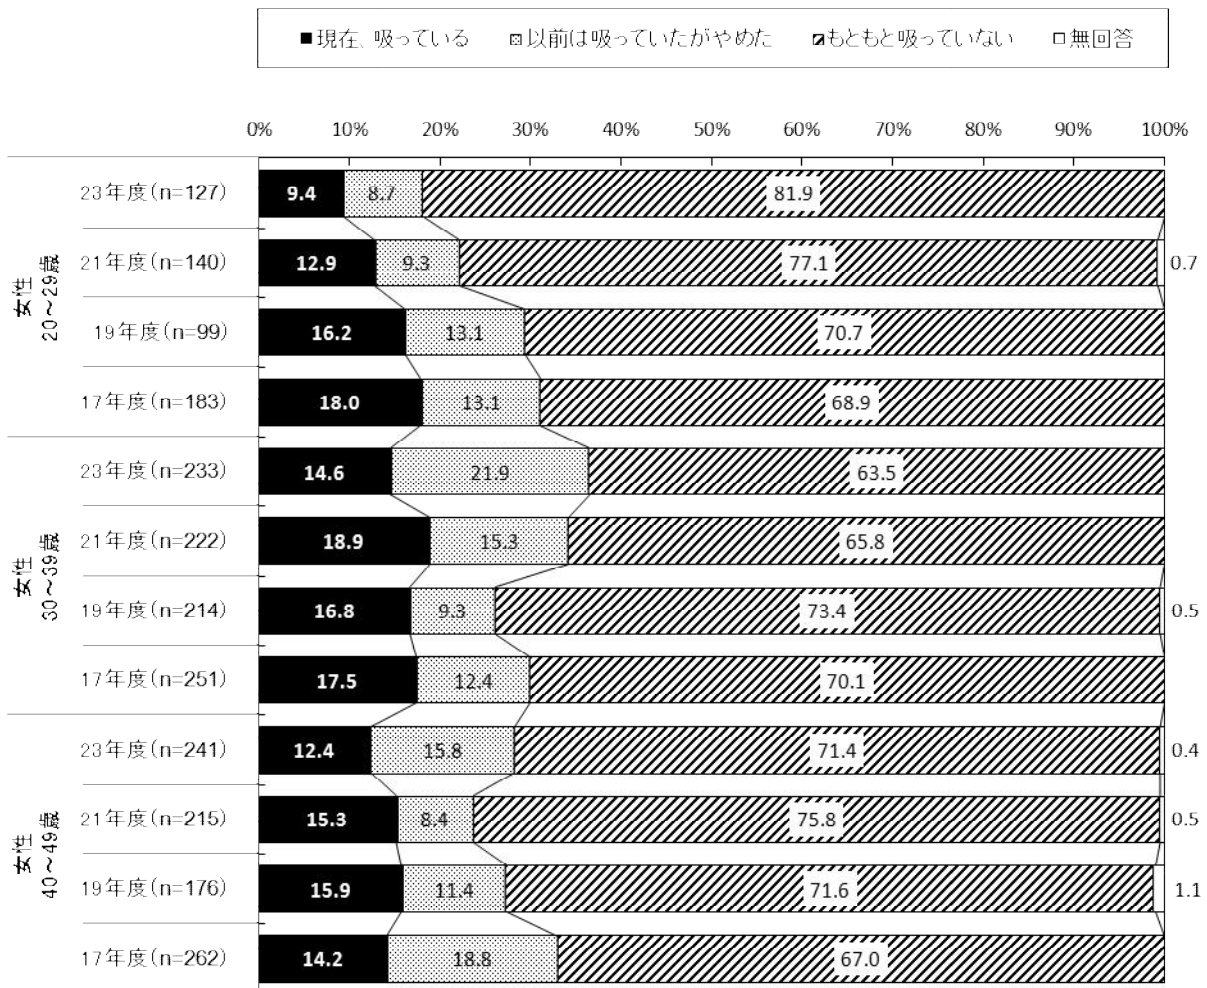 ■現在、吸っている 以前は吸っていたがやめた もともと吸っていない □無回答
0% 10% 20% 30% 40% 50% 60% 70% 80% 90% 100%
女性
20～29歳
23年度(n=127) 9.4 8.7 81.9
21年度(n=140) 12.9 9.3 77.1 0.7
19年度(n=99) 16.2 13.1 70.7
17年度(n=183) 18.0 13.1 68.9
女性
30～39歳
23年度(n=233) 14.6 21.9 63.5
21年度(n=222) 18.9 15.3 65.8
19年度(n=214) 16.8 9.3 73.4 0.5
17年度(n=251) 17.5 12.4 70.1
女性
40～49歳
23年度(n=241) 12.4 15.8 71.4 0.4
21年度(n=215) 15.3 8.4 75.8 0.5
19年度(n=176) 15.9 11.4 71.6 1.1
17年度(n=262) 14.2 18.8 67.0